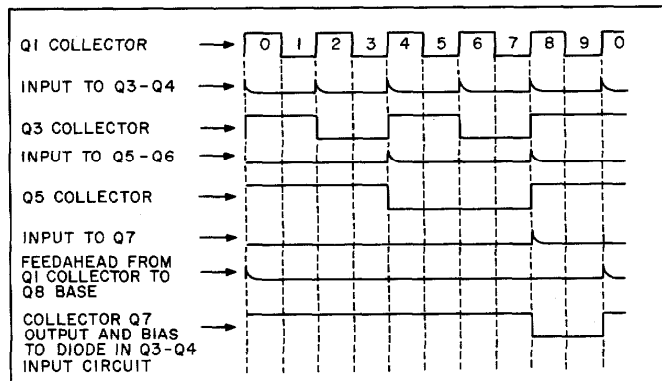 Q1 COLLECTOR
0 1 2 3 4 5 6 7 8 9 0
INPUT TO Q3-Q4
Q3 COLLECTOR
INPUT TO Q5-Q6
Q5 COLLECTOR
INPUT TO Q7
FEEDAHEAD FROM
Q1 COLLECTOR TO
Q8 BASE
COLLECTOR Q7
OUTPUT AND BIAS
TO DIODE IN Q3-Q4
INPUT CIRCUIT